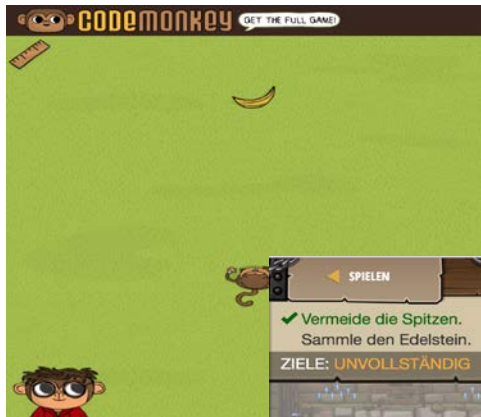 CODEMONKEY GET THE FULL GAME!
SPIELEN
✔ Vermeide die Spitzen.
Sammle den Edelstein.
ZIELE: UNVOLLSTÄNDIG